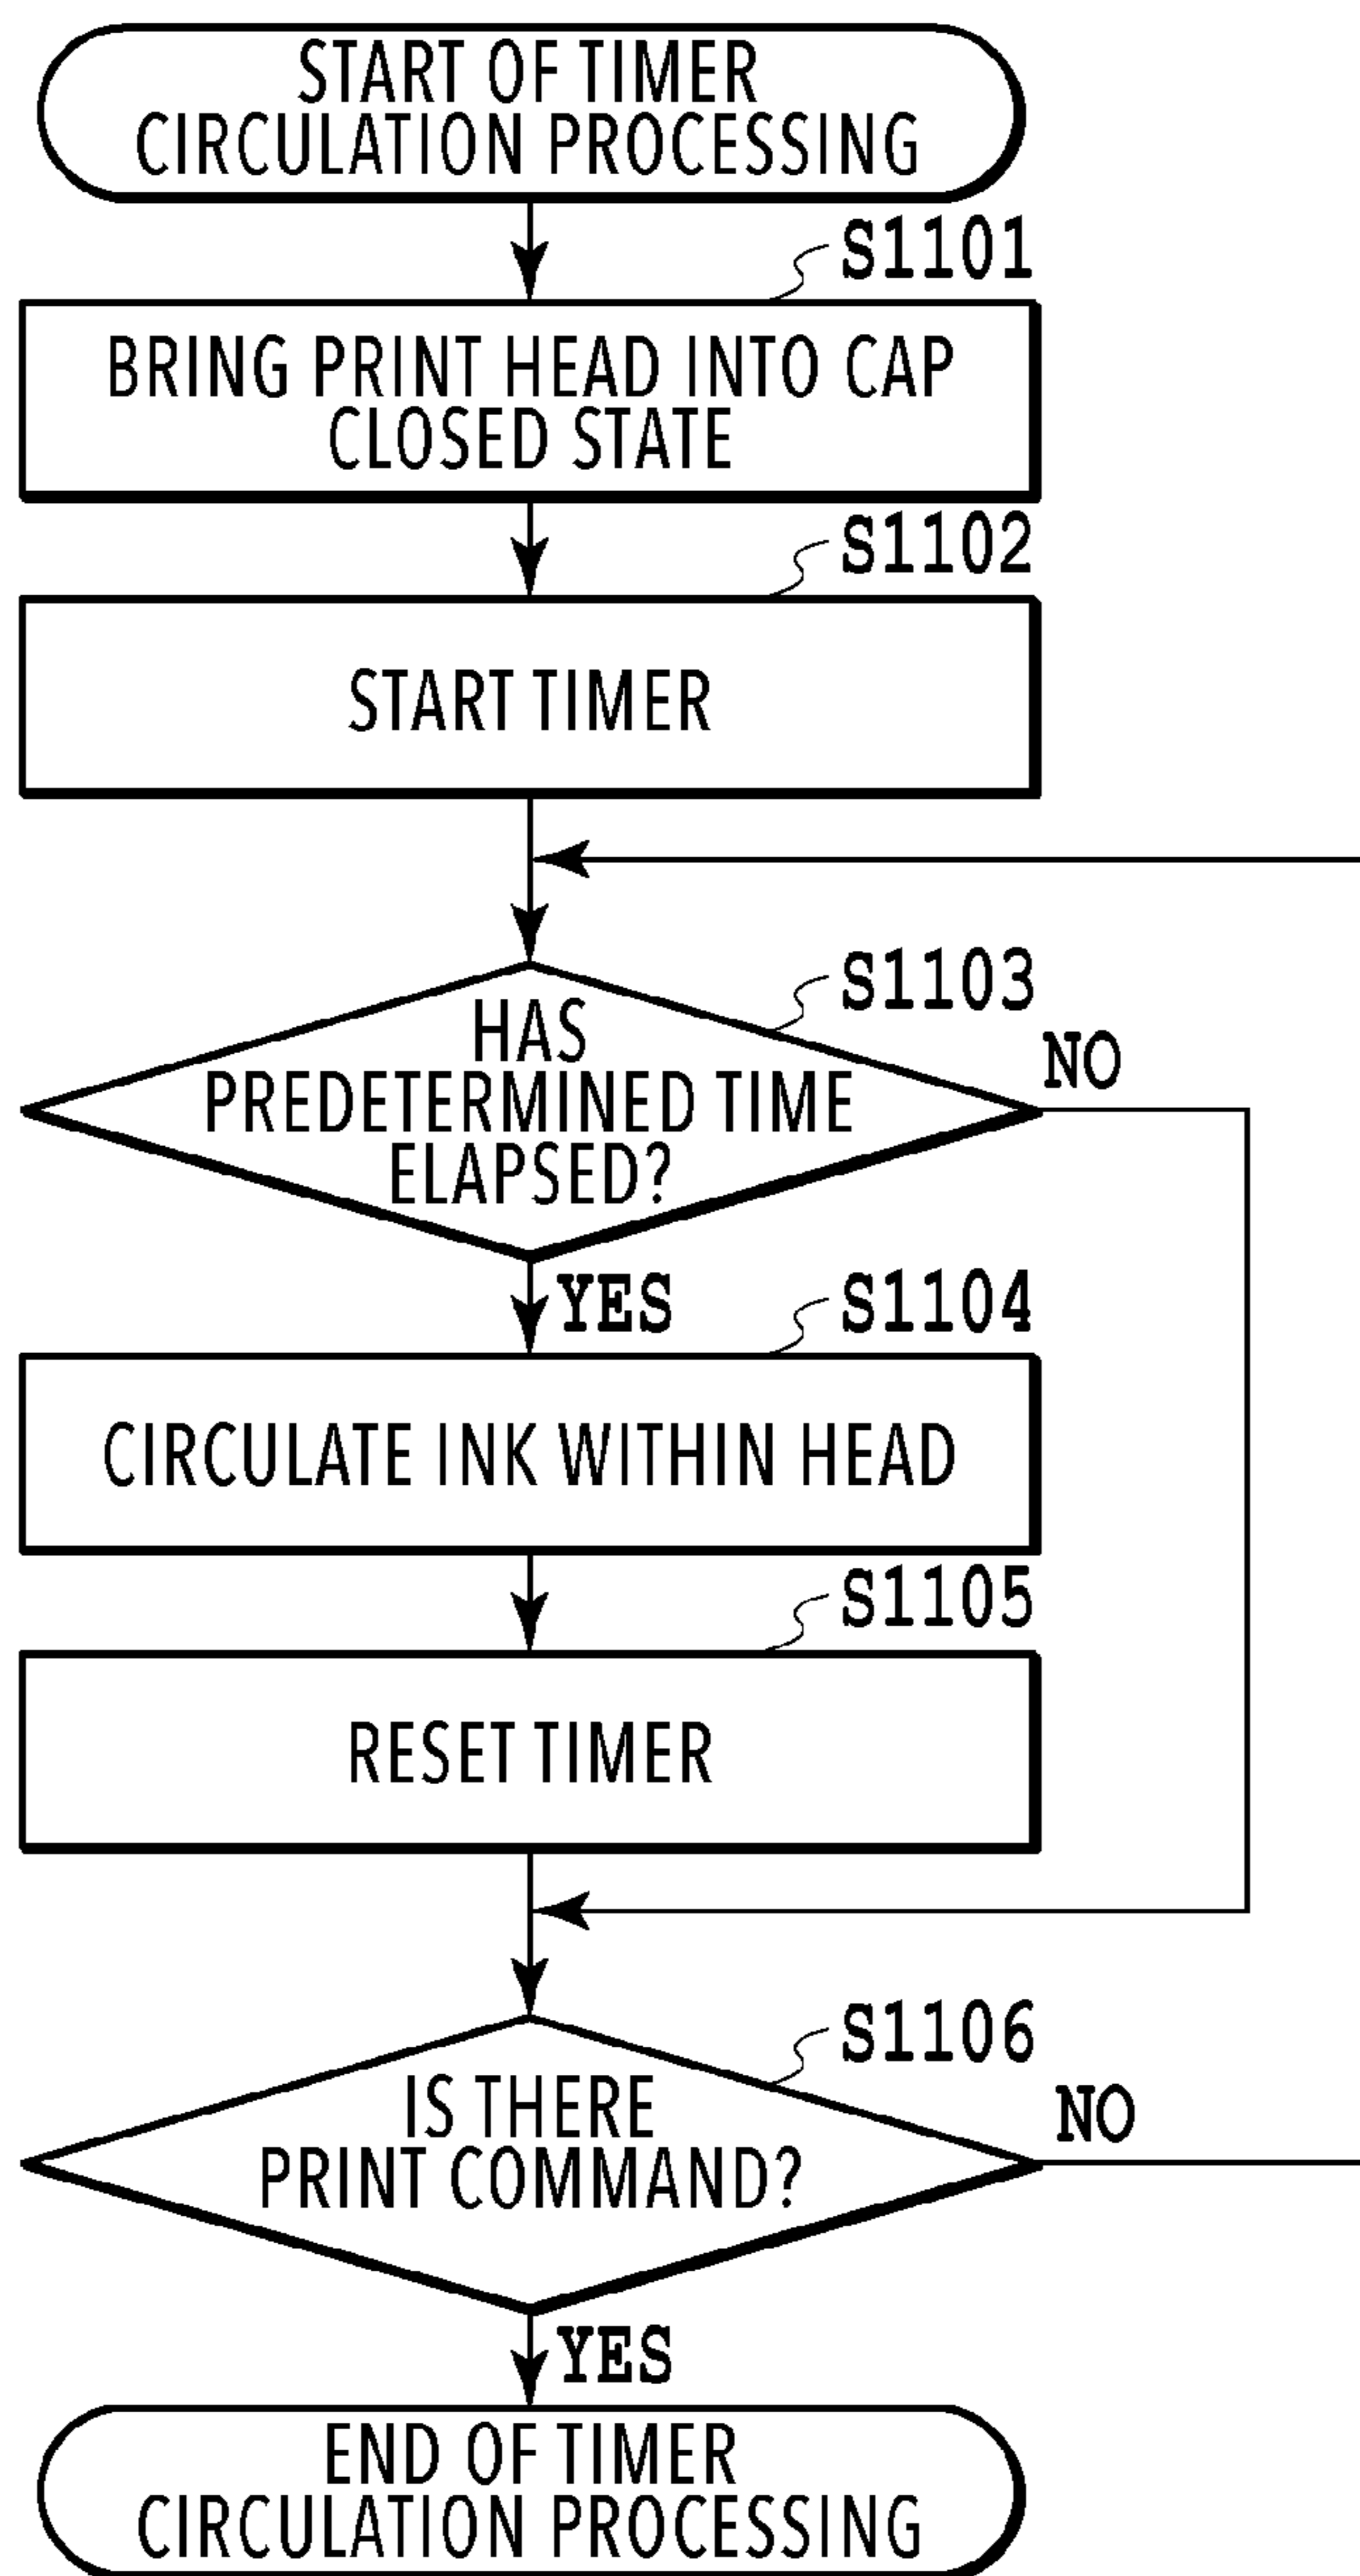 START OF TIMER
CIRCULATION PROCESSING
S1101
BRING PRINT HEAD INTO CAP
CLOSED STATE
S1102
START TIMER
S1103
HAS
PREDETERMINED TIME
ELAPSED?
NO
YES
S1104
CIRCULATE INK WITHIN HEAD
S1105
RESET TIMER
S1106
IS THERE
PRINT COMMAND?
NO
YES
END OF TIMER
CIRCULATION PROCESSING